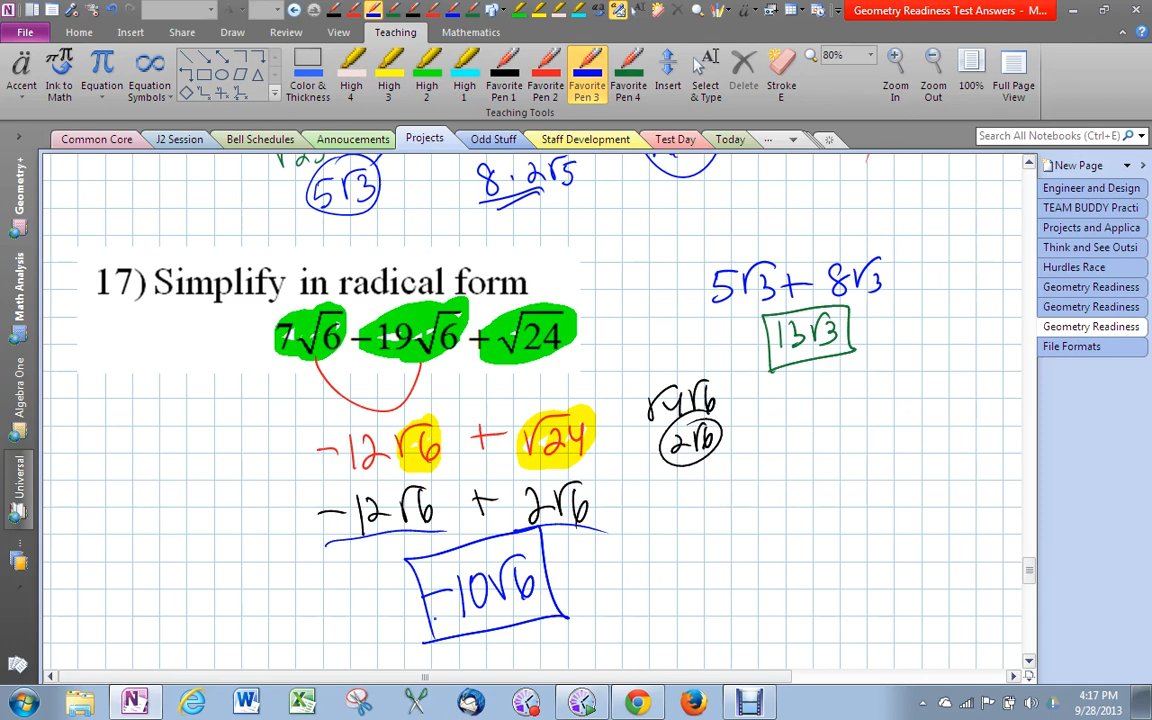 Geometry Readiness Test Answers - M...
File Home Insert Draw Review View Teaching Mathematics
80%
Accent Ink to Math Equation Equation Symbols Color & Thickness High 4 High 3 High 2 High 1 Favorite Pen 1 Favorite Pen 2 Favorite Pen 3 Favorite Pen 4 Insert Select & Type Delete Stroke E Zoom In Zoom Out 100% Full Page View
Teaching Tools
Common Core J2 Session Bell Schedules Annoucements Projects Odd Stuff Staff Development Test Day Today ... Search All Notebooks (Ctrl+E)
Geometry+
Math Analysis
Algebra One
Universal
New Page
Engineer and Design
TEAM BUDDY Practi
Projects and Applica
Think and See Outsi
Hurdles Race
Geometry Readiness
Geometry Readiness
Geometry Readiness
File Formats
5√3
8 · 2√5
17) Simplify in radical form
7√6 – 19√6 + √24
5√3 + 8√3
13√3
√4√6
2√6
-12√6 + √24
-12√6 + 2√6
-10√6
4:17 PM
9/28/2013